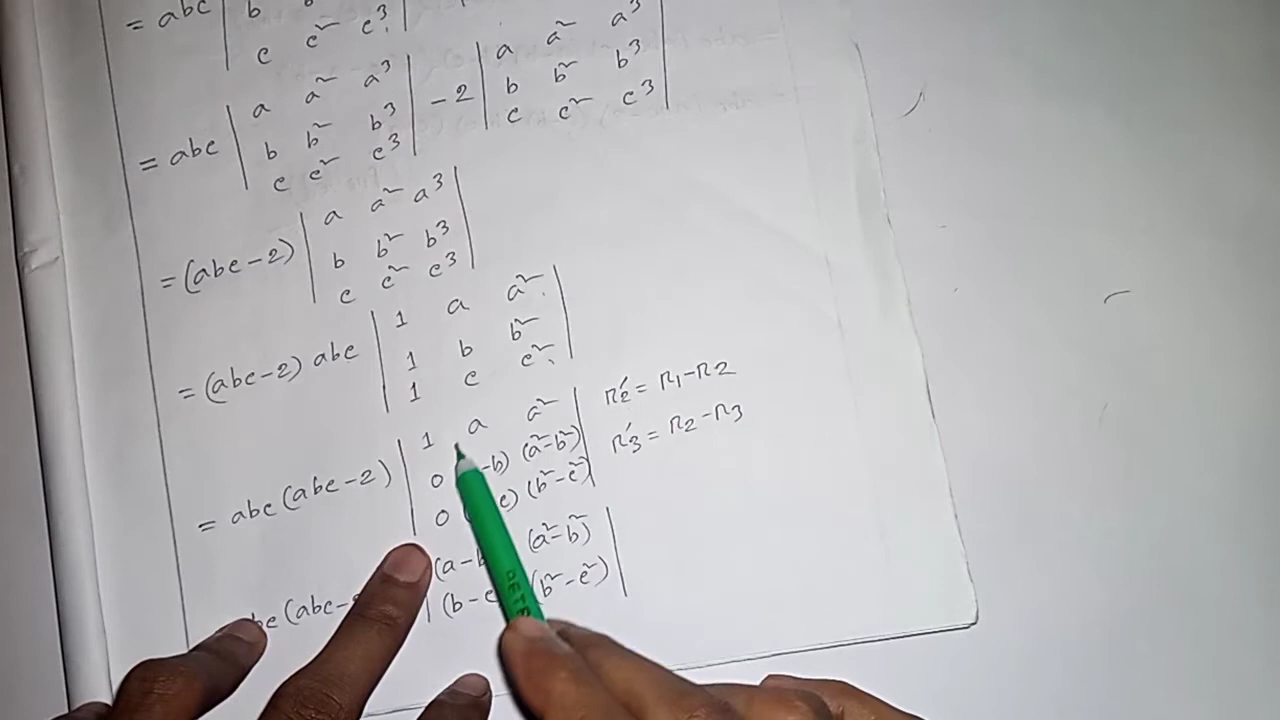 = abc | b
c c² c³ |
= abc | a a² a³ | - 2 | a a² a³ |
b b² b³ | b b² b³
c c² c³ | c c² c³
= (abc - 2) | a a² a³ |
b b² b³
c c² c³
= (abc - 2) abc | 1 a a² |
1 b b²
1 c c²
= abc (abc - 2) | 1 a a² | R₂' = R₁ - R₂
0 - b) (a² - b²) R₃' = R₂ - R₃
0 ( c) (b² - c²)
(a - b (a² - b²) |
bc (abc - | (b - c (b² - c²)